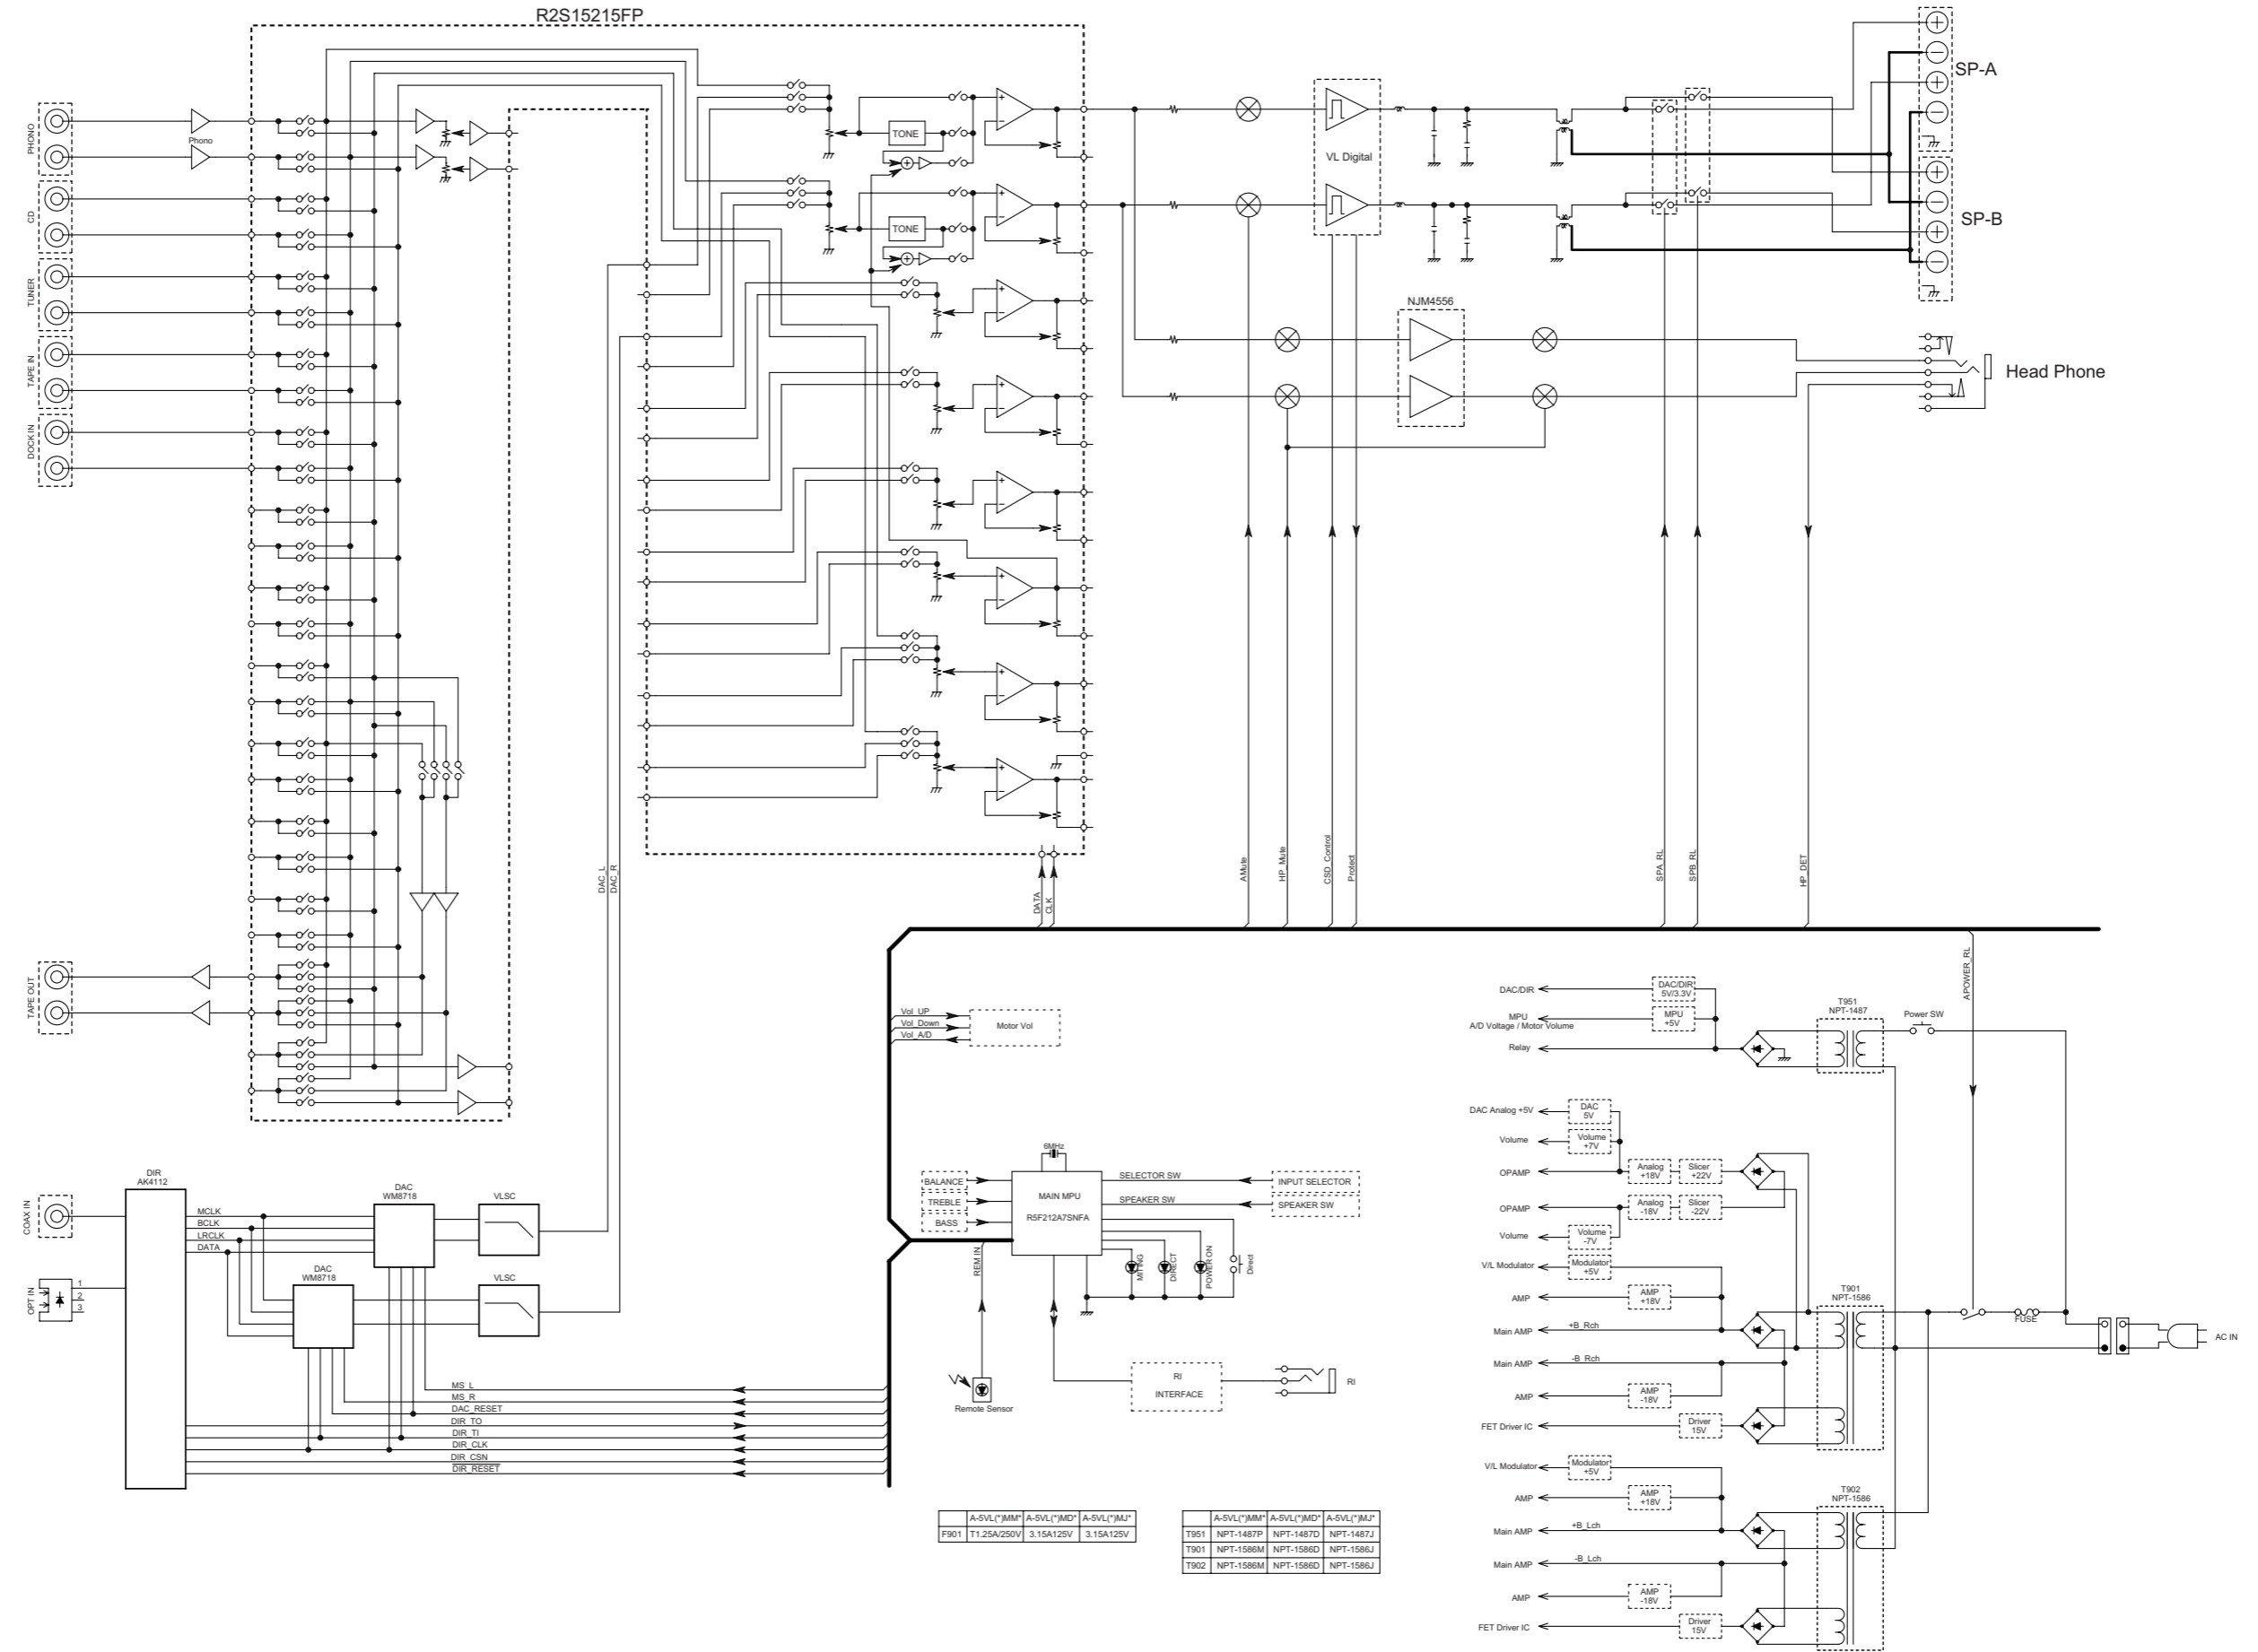 R2S15215FP
SP-A
SP-B
PHONO
Phono
CD
TUNER
TAPE IN
DOCK IN
TAPE OUT
TONE
TONE
VL Digital
NJM4556
Head Phone
DAC_L
DAC_R
DATA
CLK
AMute
HP_Mute
CSD_Control
Protect
SPA_RL
SPB_RL
HP_DET
APOWER_RL
Vol_UP
Vol_Down
Vol_A/D
Motor Vol
DAC/DIR
DAC/DIR
5V/3.3V
MPU
A/D Voltage / Motor Volume
MPU
+5V
Relay
T951
NPT-1487
Power SW
DAC Analog +5V
DAC
5V
Volume
Volume
+7V
OPAMP
Analog
+18V
Slicer
+22V
OPAMP
Analog
-18V
Slicer
-22V
Volume
Volume
-7V
V/L Modulator
Modulator
+5V
AMP
AMP
+18V
T901
NPT-1586
FUSE
AC IN
Main AMP
+B_Rch
Main AMP
-B_Rch
AMP
AMP
-18V
FET Driver IC
Driver
15V
V/L Modulator
Modulator
+5V
AMP
AMP
+18V
T902
NPT-1586
Main AMP
+B_Lch
Main AMP
-B_Lch
AMP
AMP
-18V
FET Driver IC
Driver
15V
6MHz
BALANCE
TREBLE
BASS
MAIN MPU
R5F212A7SNFA
SELECTOR SW
INPUT SELECTOR
SPEAKER SW
SPEAKER SW
REM IN
MITING
DIRECT
POWER ON
Direct
Remote Sensor
RI
INTERFACE
RI
COAX IN
OPT IN
1
2
3
DIR
AK4112
MCLK
BCLK
LRCLK
DATA
DAC
WM8718
VLSC
DAC
WM8718
VLSC
MS_L
MS_R
DAC_RESET
DIR_TO
DIR_TI
DIR_CLK
DIR_CSN
DIR_RESET
A-5VL(*)MM* A-5VL(*)MD* A-5VL(*)MJ*
F901 T1.25A/250V 3.15A125V 3.15A125V
A-5VL(*)MM* A-5VL(*)MD* A-5VL(*)MJ*
T951 NPT-1487P NPT-1487D NPT-1487J
T901 NPT-1586M NPT-1586D NPT-1586J
T902 NPT-1586M NPT-1586D NPT-1586J